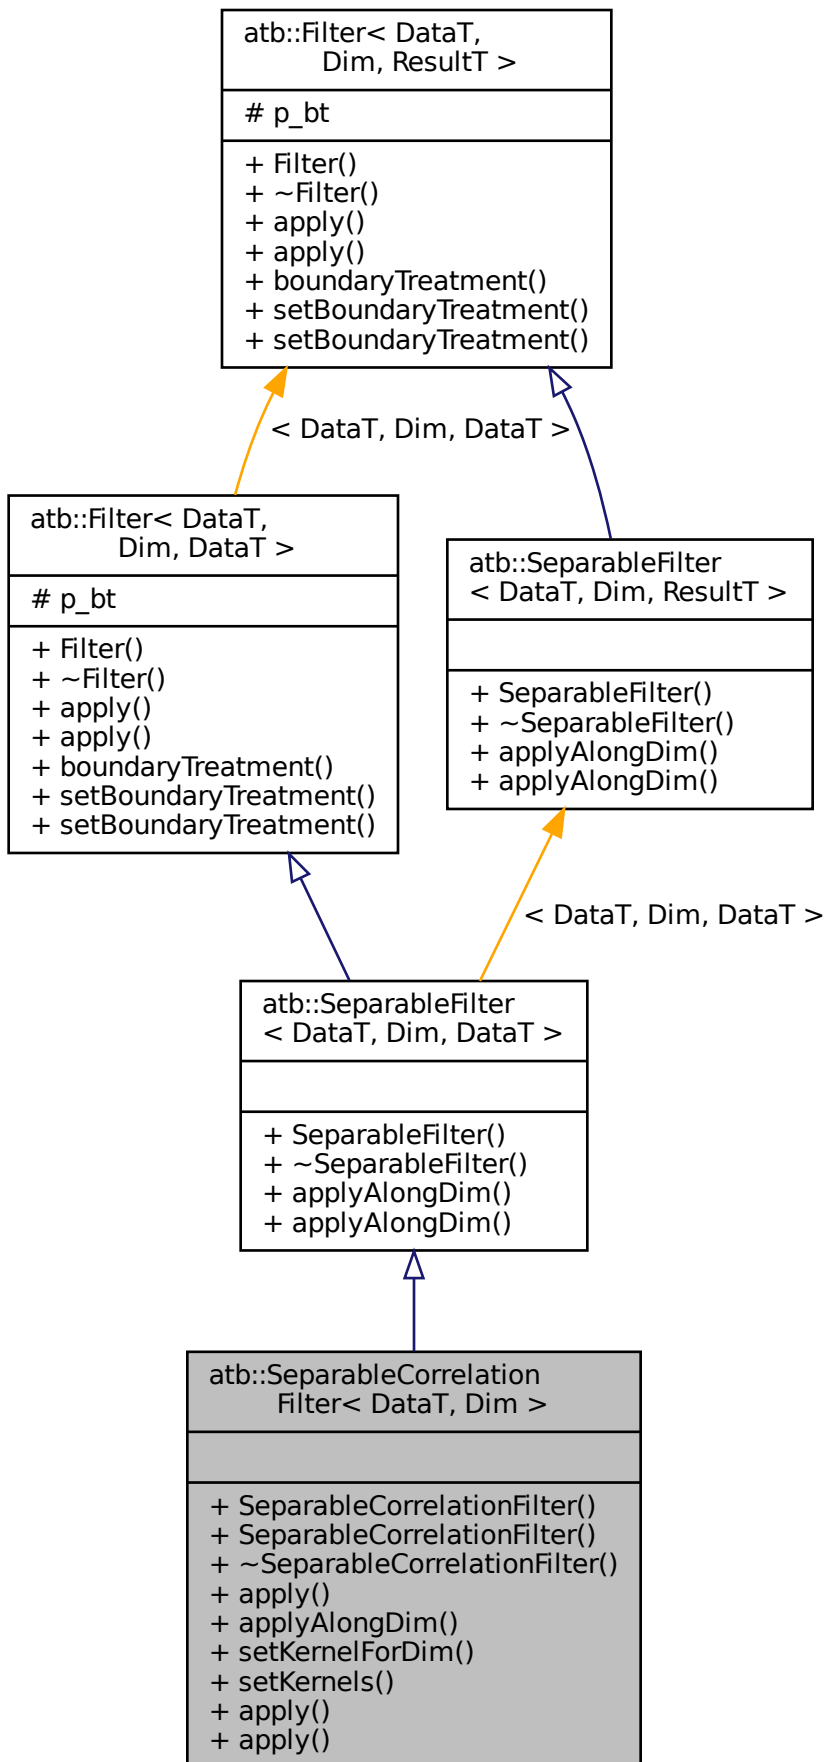 atb::Filter< DataT,
Dim, ResultT >
# p_bt
+ Filter()
+ ~Filter()
+ apply()
+ apply()
+ boundaryTreatment()
+ setBoundaryTreatment()
+ setBoundaryTreatment()
< DataT, Dim, DataT >
atb::Filter< DataT,
Dim, DataT >
# p_bt
+ Filter()
+ ~Filter()
+ apply()
+ apply()
+ boundaryTreatment()
+ setBoundaryTreatment()
+ setBoundaryTreatment()
atb::SeparableFilter
< DataT, Dim, ResultT >
+ SeparableFilter()
+ ~SeparableFilter()
+ applyAlongDim()
+ applyAlongDim()
< DataT, Dim, DataT >
atb::SeparableFilter
< DataT, Dim, DataT >
+ SeparableFilter()
+ ~SeparableFilter()
+ applyAlongDim()
+ applyAlongDim()
atb::SeparableCorrelation
Filter< DataT, Dim >
+ SeparableCorrelationFilter()
+ SeparableCorrelationFilter()
+ ~SeparableCorrelationFilter()
+ apply()
+ applyAlongDim()
+ setKernelForDim()
+ setKernels()
+ apply()
+ apply()